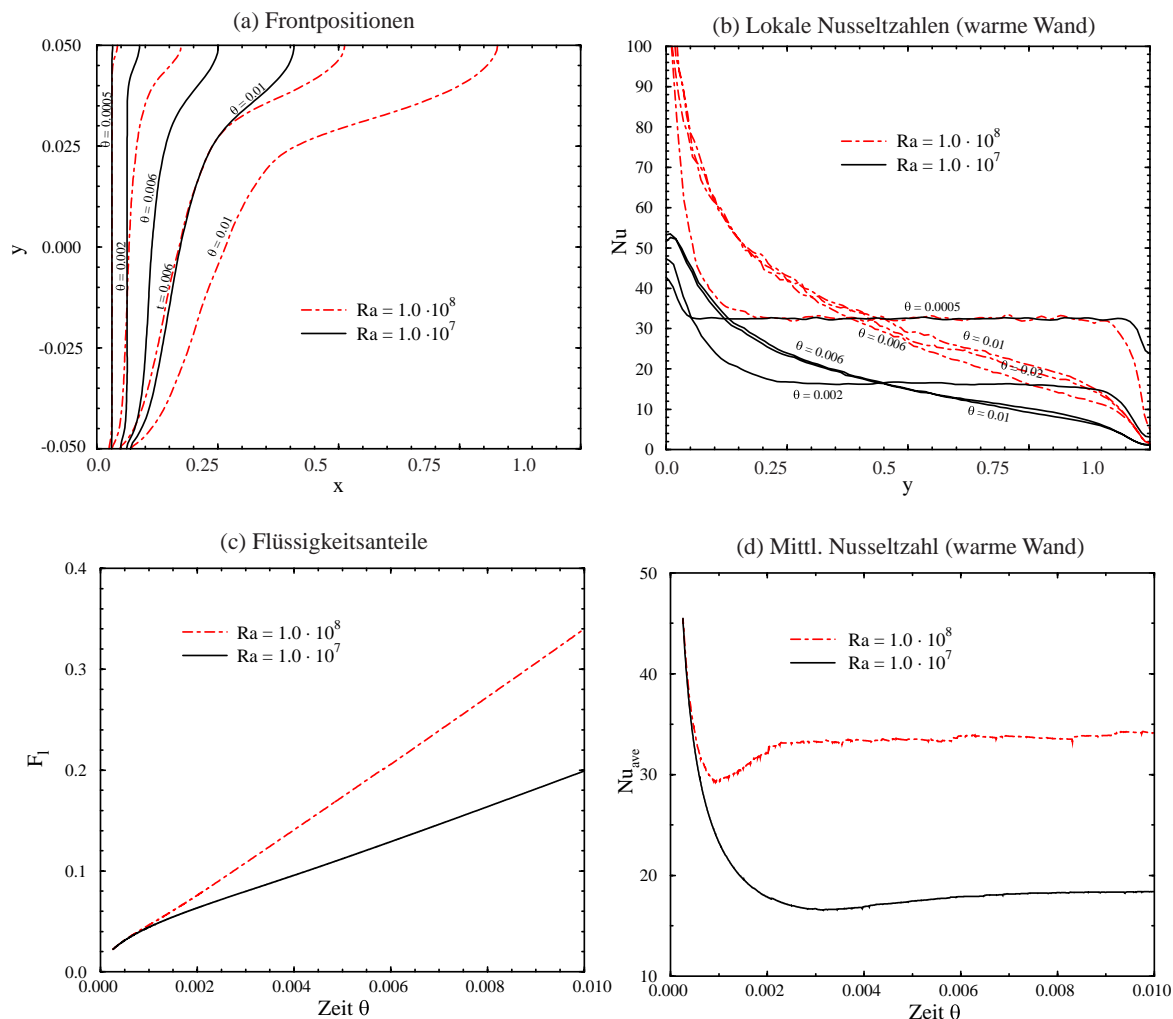 (a) Frontpositionen
0.050
0.025
0.000
-0.025
-0.050
y
θ = 0.0005
θ = 0.002
θ = 0.006
t = 0.006
θ = 0.01
θ = 0.01
Ra = 1.0 · 10^8
Ra = 1.0 · 10^7
0.0 0.25 0.5 0.75 1.0
x
(b) Lokale Nusseltzahlen (warme Wand)
100
90
80
70
60
50
40
30
20
10
0
Nu
Ra = 1.0 · 10^8
Ra = 1.0 · 10^7
θ = 0.0005
θ = 0.006
θ = 0.01
θ = 0.006
θ = 0.02
θ = 0.002
θ = 0.01
0.0 0.25 0.5 0.75 1.0
y
(c) Flüssigkeitsanteile
0.4
0.3
0.2
0.1
0.0
F_l
Ra = 1.0 · 10^8
Ra = 1.0 · 10^7
0.000 0.002 0.004 0.006 0.008 0.010
Zeit θ
(d) Mittl. Nusseltzahl (warme Wand)
50
40
30
20
10
Nu_ave
Ra = 1.0 · 10^8
Ra = 1.0 · 10^7
0.000 0.002 0.004 0.006 0.008 0.010
Zeit θ